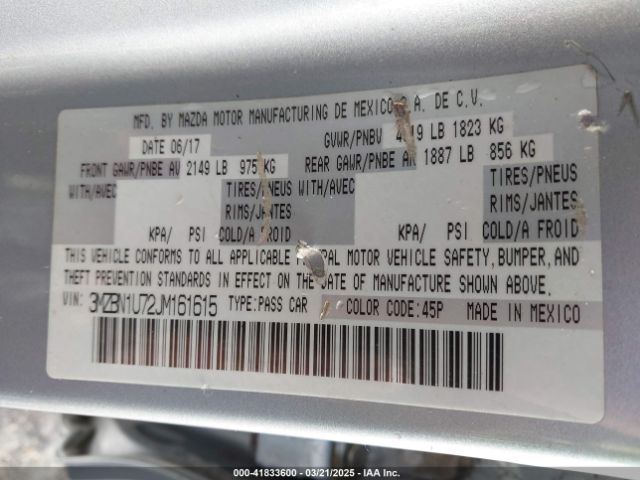 MFD. BY MAZDA MOTOR MANUFACTURING DE MEXICO A. DE C.V.
DATE 06/17 GVWR/PNBV 19 LB 1823 KG
FRONT GAWR/PNBE AV 2149 LB 975 KG REAR GAWR/PNBE AR 1887 LB 856 KG
WITH/AVEC TIRES/PNEUS WITH/AVEC TIRES/PNEUS
RIMS/JANTES RIMS/JANTES
KPA/ PSI COLD/A FROID KPA/ PSI COLD/A FROID
THIS VEHICLE CONFORMS TO ALL APPLICABLE MOTOR VEHICLE SAFETY, BUMPER, AND
THEFT PREVENTION STANDARDS IN EFFECT ON THE DATE OF MANUFACTURE SHOWN ABOVE.
VIN: 3MZBN1U72JM161615 TYPE:PASS CAR COLOR CODE:45P MADE IN MEXICO
000-41833600 - 03/21/2025 - IAA Inc.